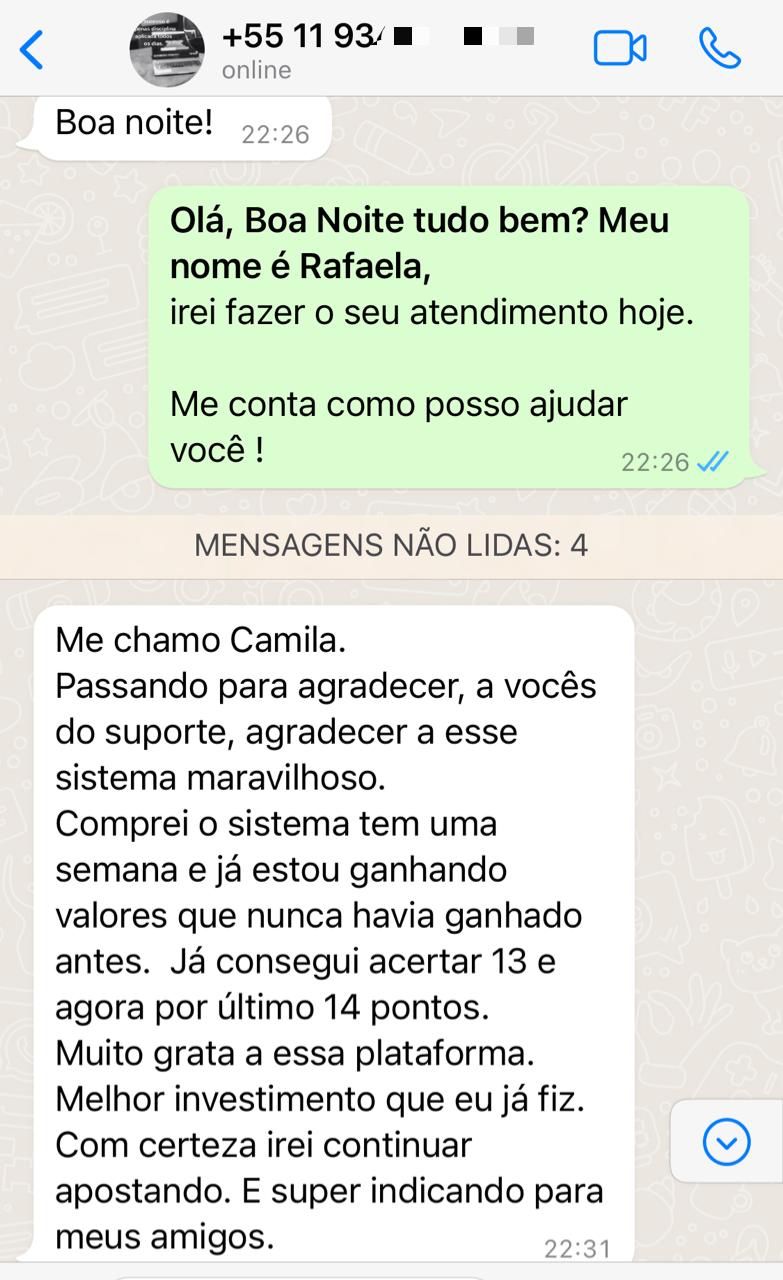 +55 11 93
online
Boa noite! 22:26
Olá, Boa Noite tudo bem? Meu
nome é Rafaela,
irei fazer o seu atendimento hoje.
Me conta como posso ajudar
você !
22:26
MENSAGENS NÃO LIDAS: 4
Me chamo Camila.
Passando para agradecer, a vocês
do suporte, agradecer a esse
sistema maravilhoso.
Comprei o sistema tem uma
semana e já estou ganhando
valores que nunca havia ganhado
antes.  Já consegui acertar 13 e
agora por último 14 pontos.
Muito grata a essa plataforma.
Melhor investimento que eu já fiz.
Com certeza irei continuar
apostando. E super indicando para
meus amigos.
22:31